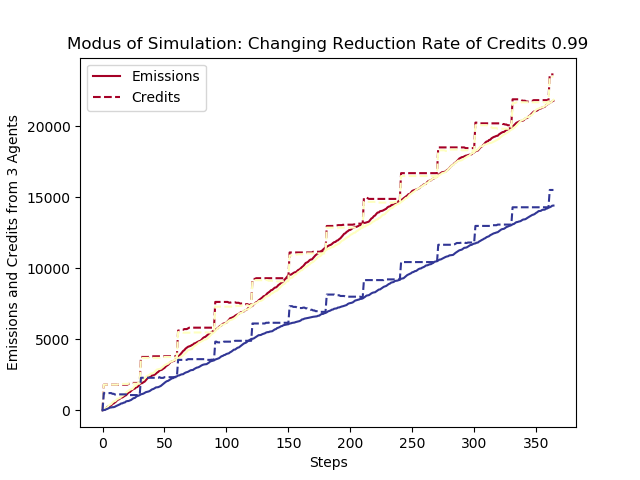 Modus of Simulation: Changing Reduction Rate of Credits 0.99
Emissions
Credits
Emissions and Credits from 3 Agents
20000
15000
10000
5000
0
0 50 100 150 200 250 300 350
Steps